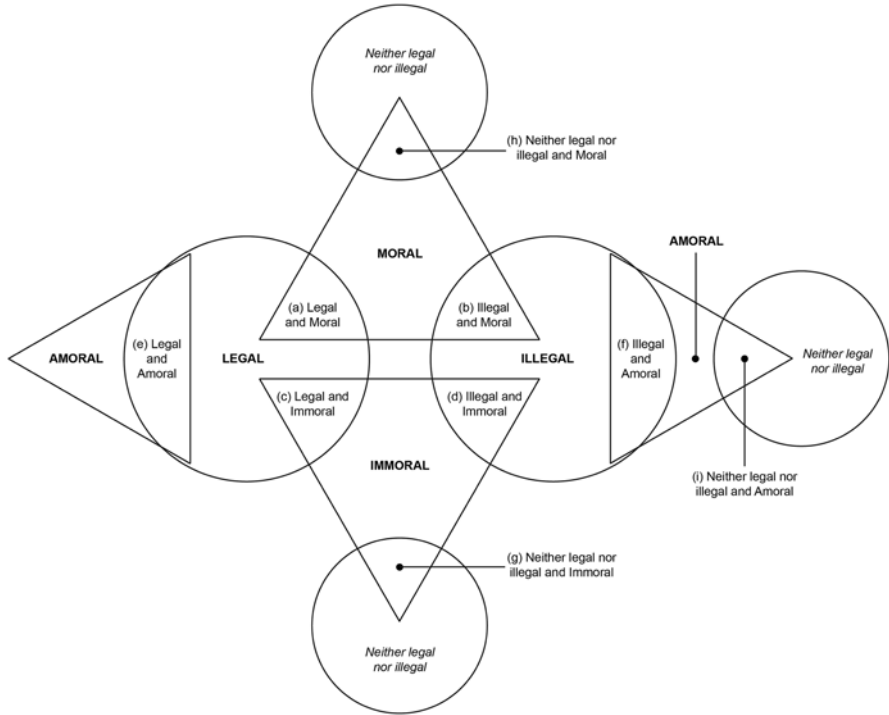 Neither legal
nor illegal
(h) Neither legal nor
illegal and Moral
MORAL
AMORAL
(a) Legal
and Moral
(b) Illegal
and Moral
AMORAL
(e) Legal
and
Amoral
LEGAL
ILLEGAL
(f) Illegal
and
Amoral
Neither legal
nor illegal
(c) Legal and
Immoral
(d) Illegal and
Immoral
IMMORAL
(i) Neither legal nor
illegal and Amoral
(g) Neither legal nor
illegal and Immoral
Neither legal
nor illegal